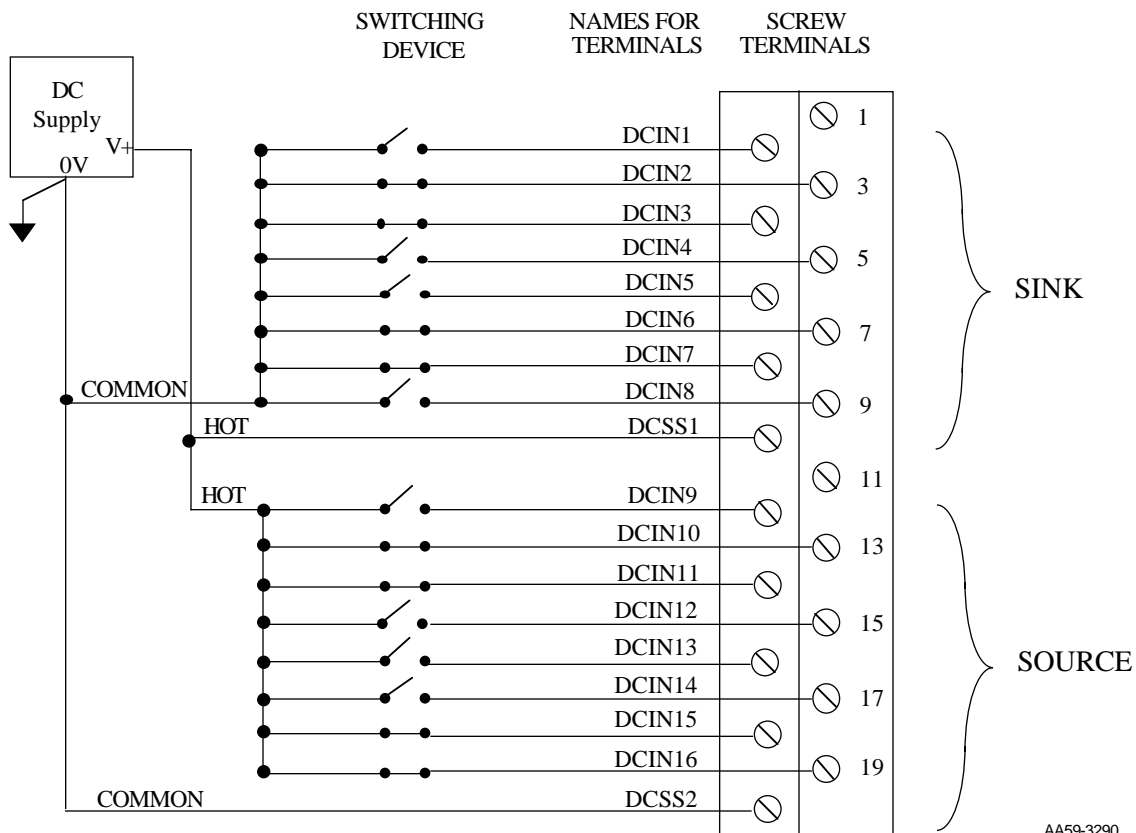 SWITCHING
DEVICE
NAMES FOR
TERMINALS
SCREW
TERMINALS
DC
Supply
V+
0V
DCIN1
1
DCIN2
3
DCIN3
DCIN4
5
DCIN5
SINK
DCIN6
7
DCIN7
COMMON
DCIN8
9
HOT
DCSS1
11
HOT
DCIN9
DCIN10
13
DCIN11
DCIN12
15
DCIN13
SOURCE
DCIN14
17
DCIN15
DCIN16
19
COMMON
DCSS2
AA59-3290